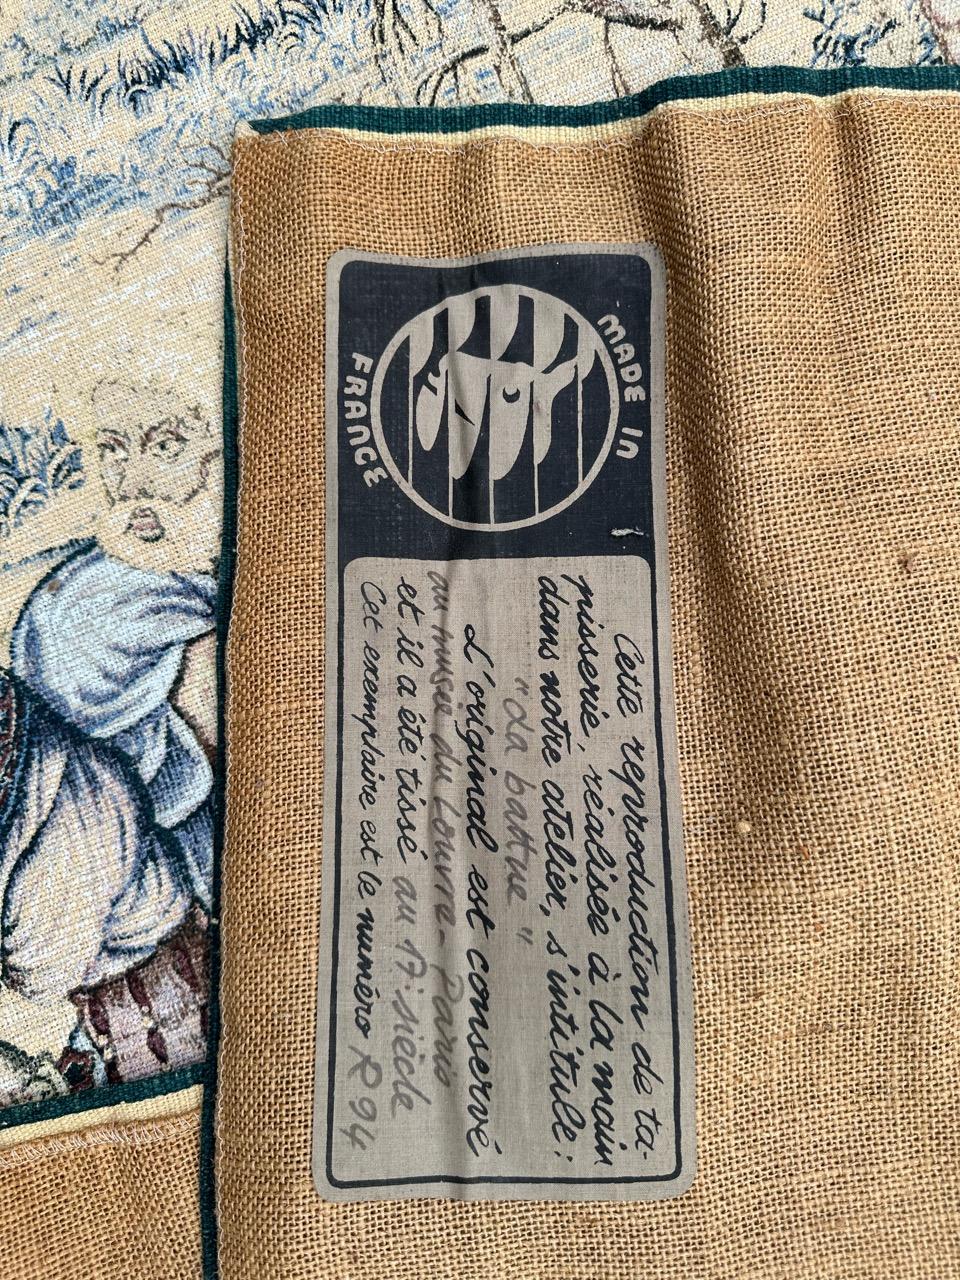 MADE IN
FRANCE
Cette reproduction de ta-
pisserie, réalisée à la main
dans notre atelier, s'intitule:
"La battue"
L'original est conservé
au musée du Louvre - Paris
et il a été tissé au 17. siècle
Cet exemplaire est le numéro R 94